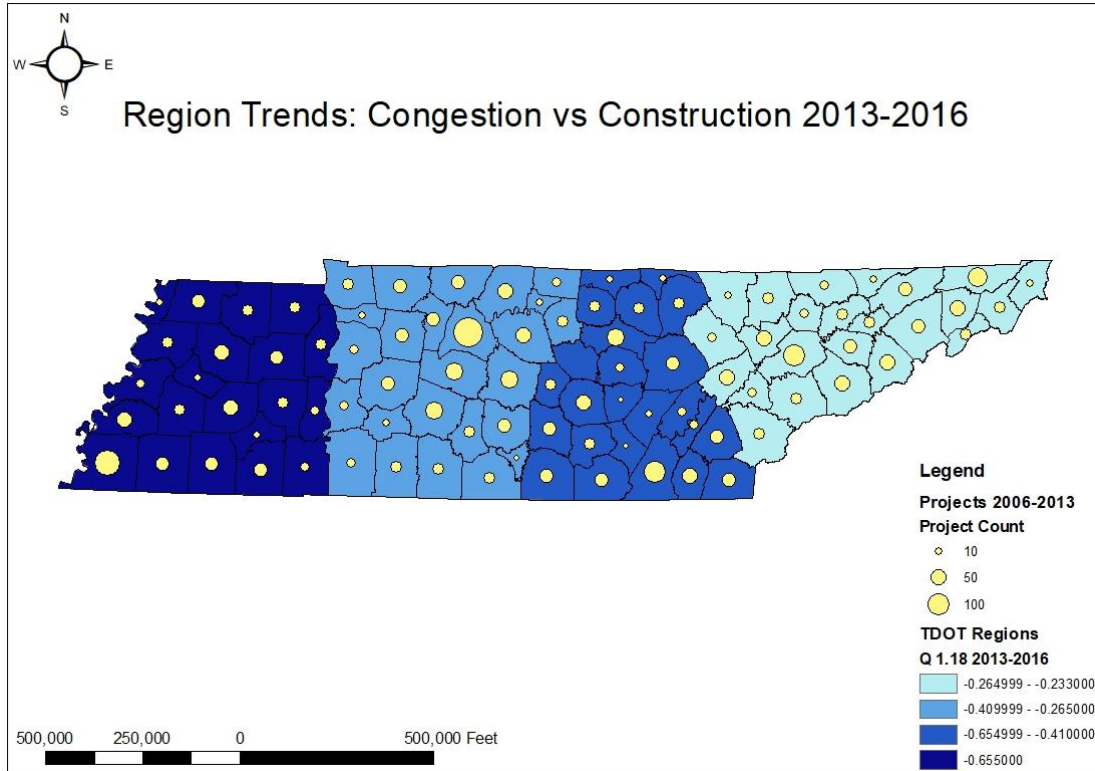 N
W E
S
Region Trends: Congestion vs Construction 2013-2016
Legend
Projects 2006-2013
Project Count
10
50
100
TDOT Regions
Q 1.18 2013-2016
-0.264999 - -0.233000
-0.409999 - -0.265000
-0.654999 - -0.410000
-0.655000
500,000 250,000 0 500,000 Feet